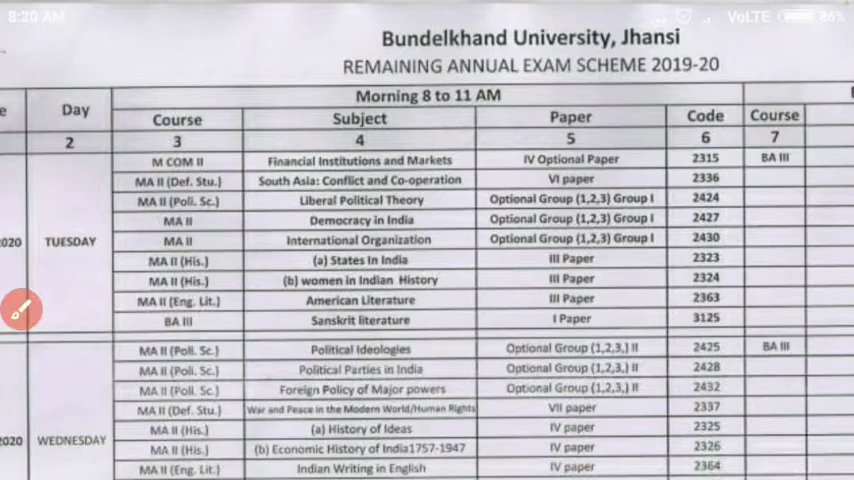 8:20 AM VoLTE 86%
Bundelkhand University, Jhansi
REMAINING ANNUAL EXAM SCHEME 2019-20
Day Morning 8 to 11 AM
Course Subject Paper Code Course
2 3 4 5 6 7
M COM II Financial Institutions and Markets IV Optional Paper 2315 BA III
MA II (Def. Stu.) South Asia: Conflict and Co-operation VI paper 2336
MA II (Poli. Sc.) Liberal Political Theory Optional Group (1,2,3) Group I 2424
MA II Democracy in India Optional Group (1,2,3) Group I 2427
2020 TUESDAY MA II International Organization Optional Group (1,2,3) Group I 2430
MA II (His.) (a) States In India III Paper 2323
MA II (His.) (b) women in Indian History III Paper 2324
MA II (Eng. Lit.) American Literature III Paper 2363
BA III Sanskrit literature I Paper 3125
MA II (Poli. Sc.) Political Ideologies Optional Group (1,2,3,) II 2425 BA III
MA II (Poli. Sc.) Political Parties in India Optional Group (1,2,3,) II 2428
MA II (Poli. Sc.) Foreign Policy of Major powers Optional Group (1,2,3,) II 2432
MA II (Def. Stu.) War and Peace in the Modern World/Human Rights VII paper 2337
MA II (His.) (a) History of Ideas IV paper 2325
2020 WEDNESDAY MA II (His.) (b) Economic History of India1757-1947 IV paper 2326
MA II (Eng. Lit.) Indian Writing in English IV paper 2364